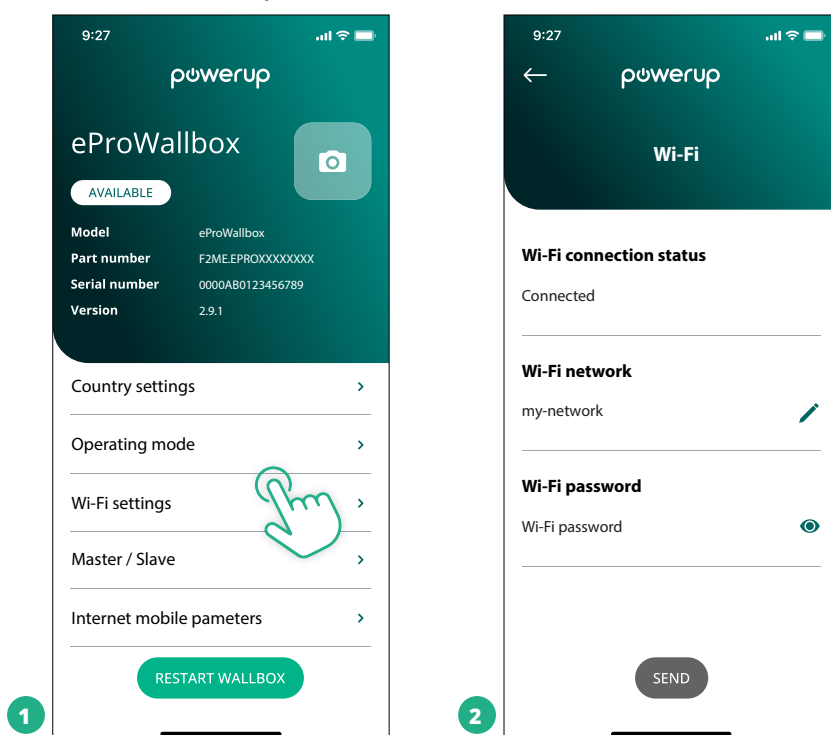 9:27
powerup
eProWallbox
AVAILABLE
Model eProWallbox
Part number F2ME.EPROXXXXXXXX
Serial number 0000AB0123456789
Version 2.9.1
Country settings
Operating mode
Wi-Fi settings
Master / Slave
Internet mobile pameters
RESTART WALLBOX
1
9:27
powerup
Wi-Fi
Wi-Fi connection status
Connected
Wi-Fi network
my-network
Wi-Fi password
Wi-Fi password
SEND
2